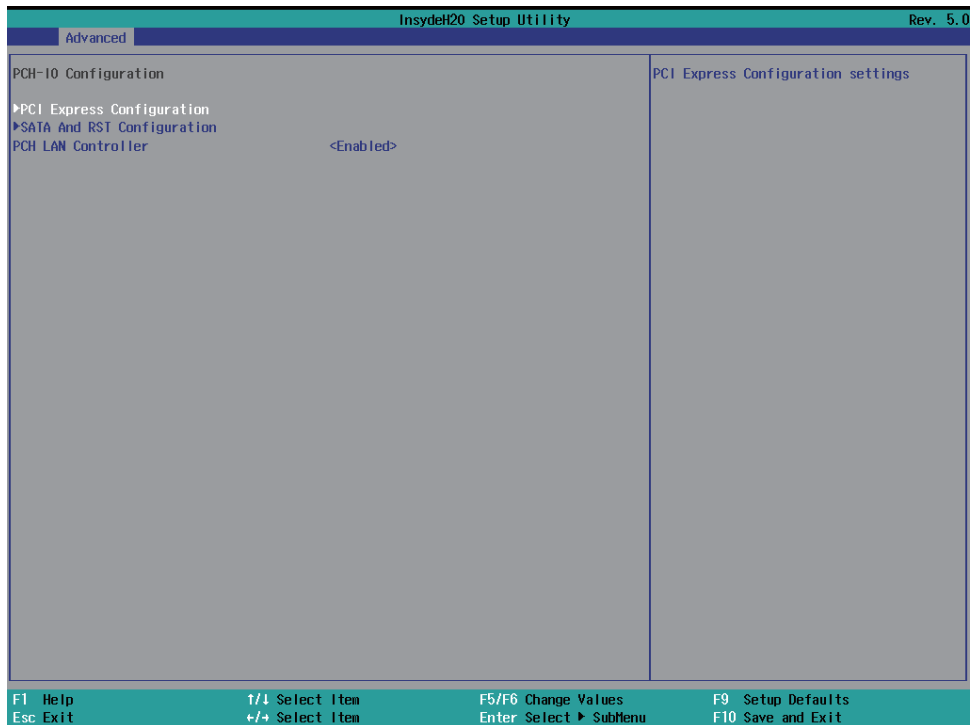 InsydeH20 Setup Utility Rev. 5.0
Advanced
PCH-IO Configuration
PCI Express Configuration settings
▶PCI Express Configuration
▶SATA And RST Configuration
PCH LAN Controller <Enabled>
F1 Help ↑/↓ Select Item F5/F6 Change Values F9 Setup Defaults
Esc Exit ←/→ Select Item Enter Select ▶ SubMenu F10 Save and Exit